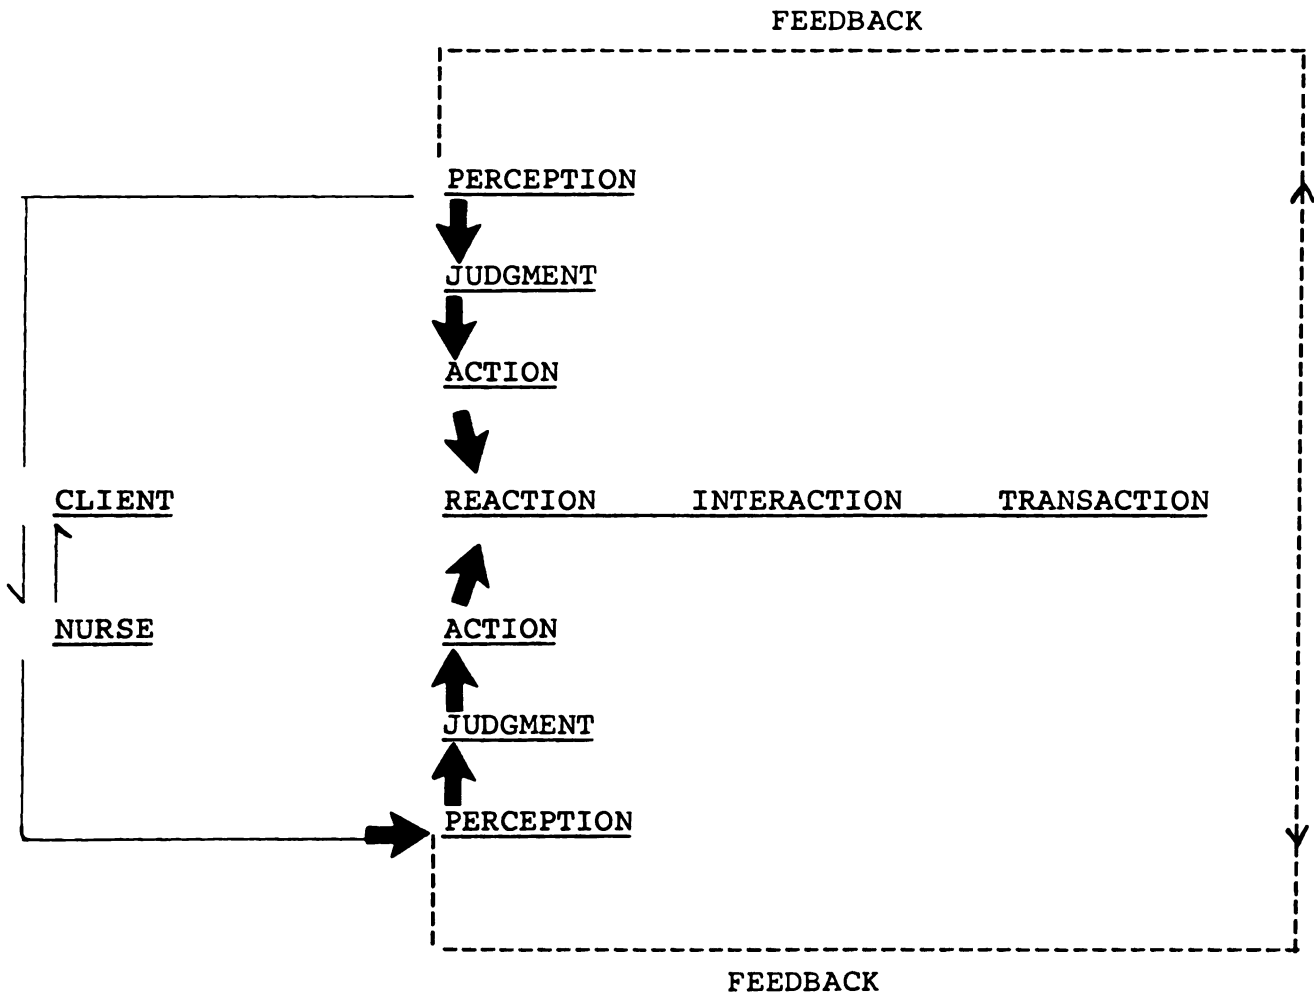 FEEDBACK
PERCEPTION
JUDGMENT
ACTION
CLIENT REACTION INTERACTION TRANSACTION
NURSE ACTION
JUDGMENT
PERCEPTION
FEEDBACK